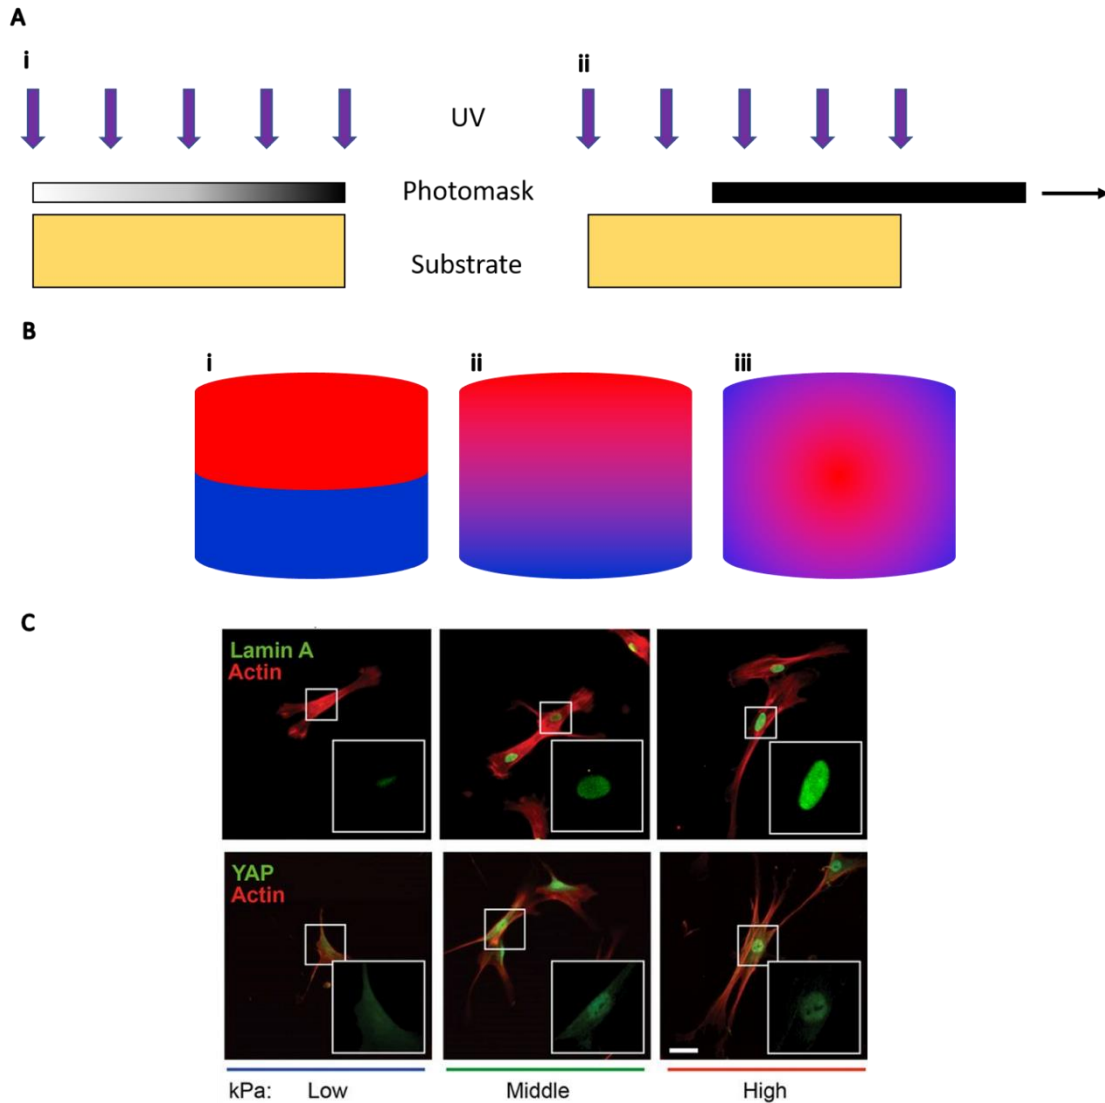 A
i
ii
UV
Photomask
Substrate
B
i
ii
iii
C
Lamin A
Actin
YAP
Actin
kPa: Low Middle High